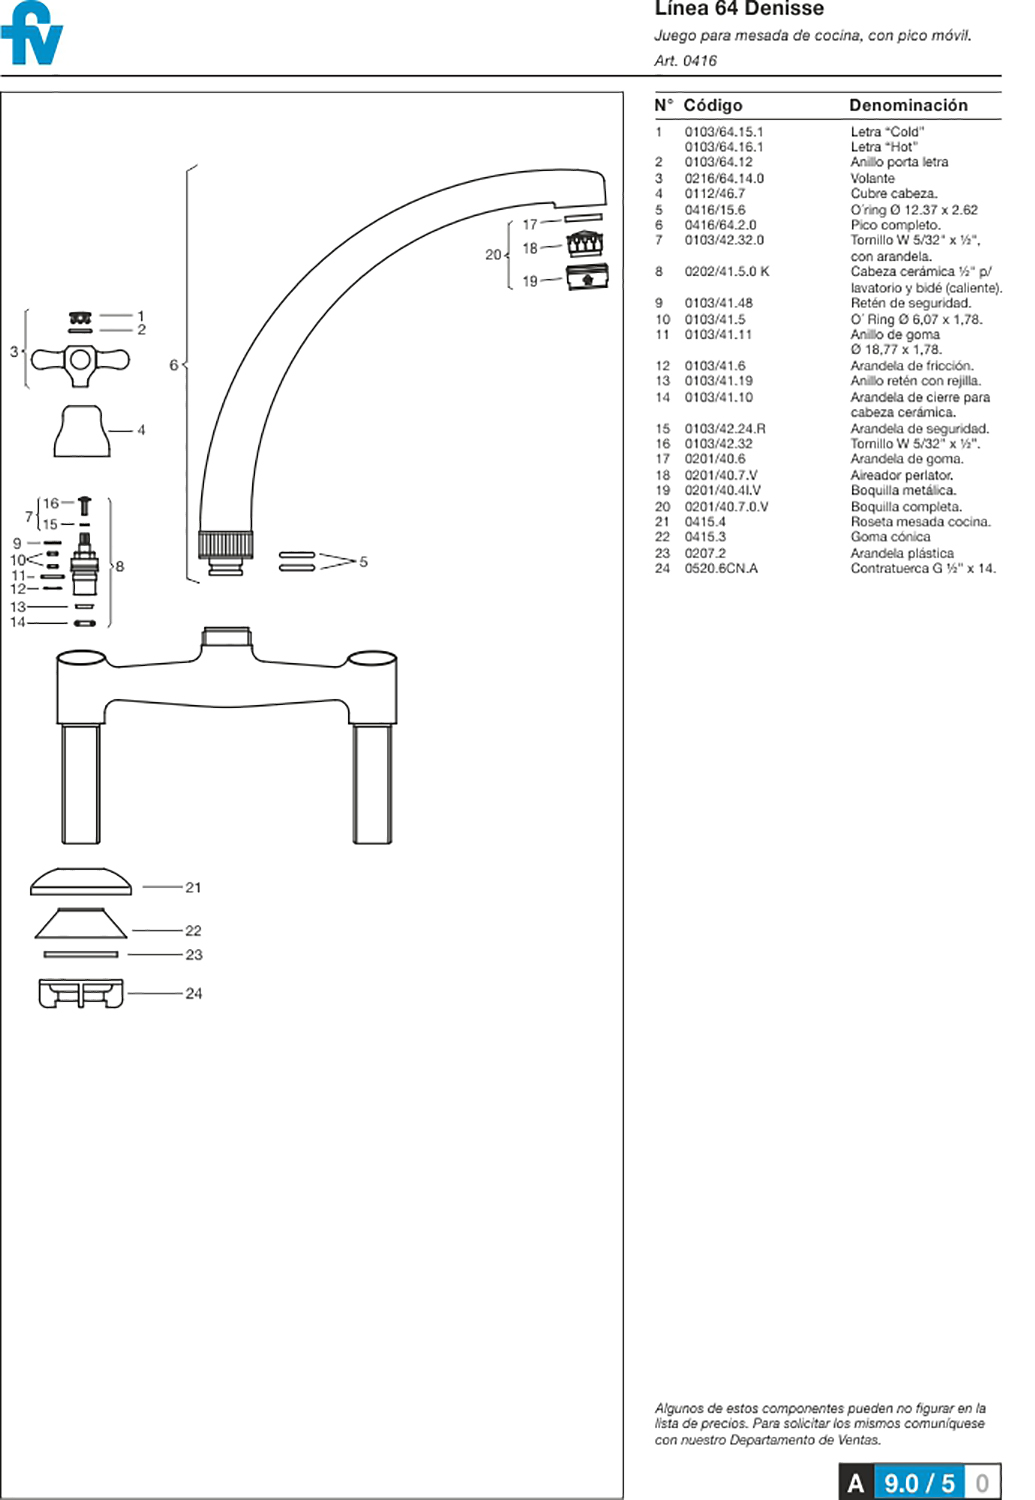 fv
Línea 64 Denisse
Juego para mesada de cocina, con pico móvil.
Art. 0416
N° Código Denominación
1 0103/64.15.1 Letra “Cold”
0103/64.16.1 Letra “Hot”
2 0103/64.12 Anillo porta letra
3 0216/64.14.0 Volante
4 0112/46.7 Cubre cabeza.
5 0416/15.6 O´ring Ø 12.37 x 2.62
6 0416/64.2.0 Pico completo.
7 0103/42.32.0 Tornillo W 5/32" x ½",
con arandela.
8 0202/41.5.0 K Cabeza cerámica ½" p/
lavatorio y bidé (caliente).
9 0103/41.48 Retén de seguridad.
10 0103/41.5 O´ Ring Ø 6,07 x 1,78.
11 0103/41.11 Anillo de goma
Ø 18,77 x 1,78.
12 0103/41.6 Arandela de fricción.
13 0103/41.19 Anillo retén con rejilla.
14 0103/41.10 Arandela de cierre para
cabeza cerámica.
15 0103/42.24.R Arandela de seguridad.
16 0103/42.32 Tornillo W 5/32" x ½".
17 0201/40.6 Arandela de goma.
18 0201/40.7.V Aireador perlator.
19 0201/40.4I.V Boquilla metálica.
20 0201/40.7.0.V Boquilla completa.
21 0415.4 Roseta mesada cocina.
22 0415.3 Goma cónica
23 0207.2 Arandela plástica
24 0520.6CN.A Contratuerca G ½" x 14.
17
18
20
19
1
2
3
6
4
16
7
15
9
10
8
11
12
13
14
5
21
22
23
24
Algunos de estos componentes pueden no figurar en la
lista de precios. Para solicitar los mismos comuníquese
con nuestro Departamento de Ventas.
A 9.0 / 5 0